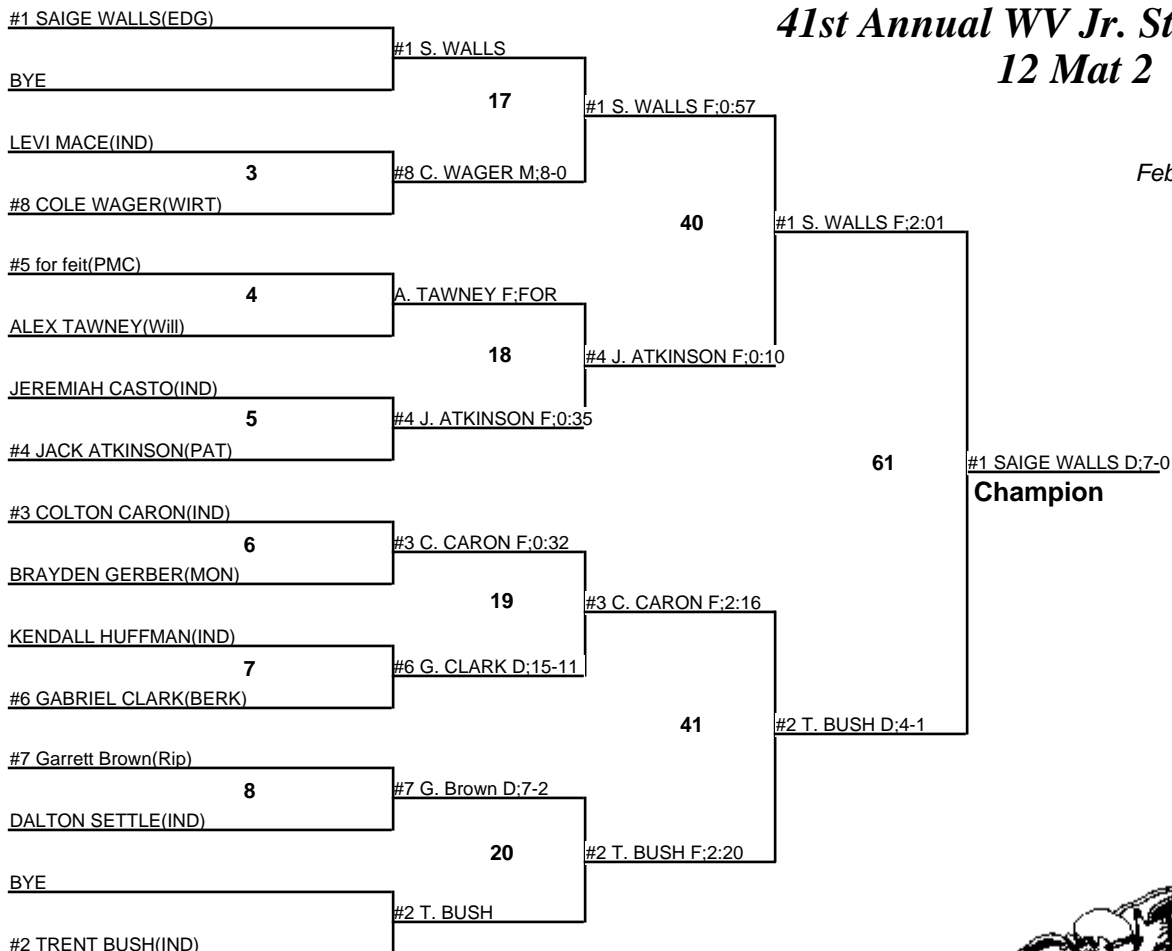 41st Annual WV Jr. St
12 Mat 2
Feb
#1 SAIGE WALLS(EDG)
#1 S. WALLS
BYE
17
#1 S. WALLS F;0:57
LEVI MACE(IND)
3
#8 C. WAGER M;8-0
#8 COLE WAGER(WIRT)
40
#1 S. WALLS F;2:01
#5 for feit(PMC)
4
A. TAWNEY F;FOR
ALEX TAWNEY(Will)
18
#4 J. ATKINSON F;0:10
JEREMIAH CASTO(IND)
5
#4 J. ATKINSON F;0:35
#4 JACK ATKINSON(PAT)
61
#1 SAIGE WALLS D;7-0
Champion
#3 COLTON CARON(IND)
6
#3 C. CARON F;0:32
BRAYDEN GERBER(MON)
19
#3 C. CARON F;2:16
KENDALL HUFFMAN(IND)
7
#6 G. CLARK D;15-11
#6 GABRIEL CLARK(BERK)
41
#2 T. BUSH D;4-1
#7 Garrett Brown(Rip)
8
#7 G. Brown D;7-2
DALTON SETTLE(IND)
20
#2 T. BUSH F;2:20
BYE
#2 T. BUSH
#2 TRENT BUSH(IND)